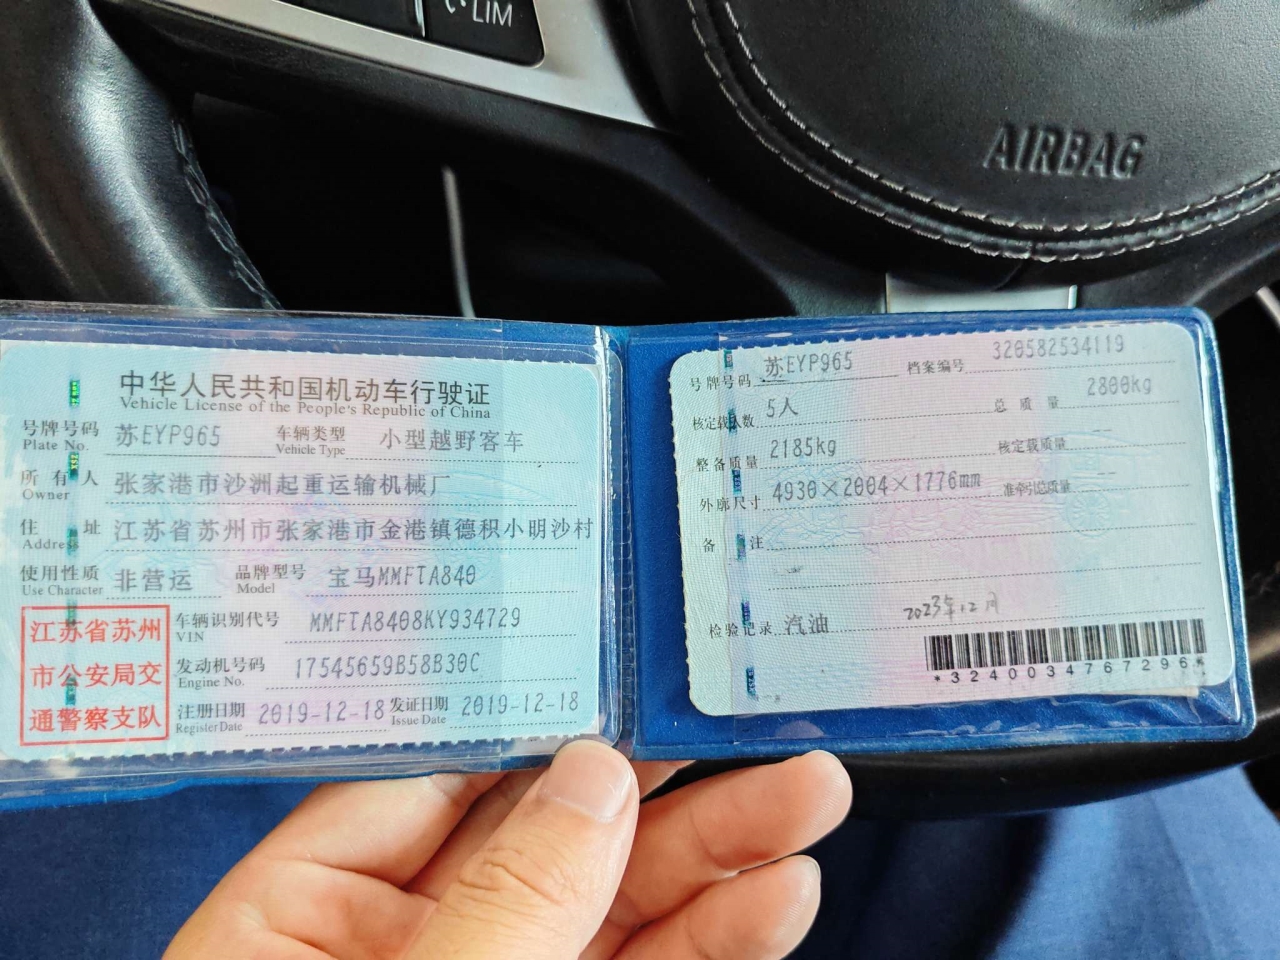 LIM
AIRBAG
中华人民共和国机动车行驶证
Vehicle License of the People's Republic of China
号牌号码 苏EYP965 车辆类型 小型越野客车
Plate No. Vehicle Type
所有人 张家港市沙洲起重运输机械厂
Owner
住址 江苏省苏州市张家港市金港镇德积小明沙村
Address
使用性质 非营运 品牌型号 宝马MMFTA840
Use Character Model
江苏省苏州
市公安局交
通警察支队
车辆识别代号 MMFTA8408KY934729
VIN
发动机号码 17545659B58B30C
Engine No.
注册日期 2019-12-18 发证日期 2019-12-18
Register Date Issue Date
号牌号码 苏EYP965 档案编号 320582534119
核定载人数 5人 总质量 2800kg
整备质量 2185kg 核定载质量 --
外廓尺寸 4930×2004×1776mm 准牵引总质量 --
备注
2023年12月
检验记录 汽油
*3240034767296*